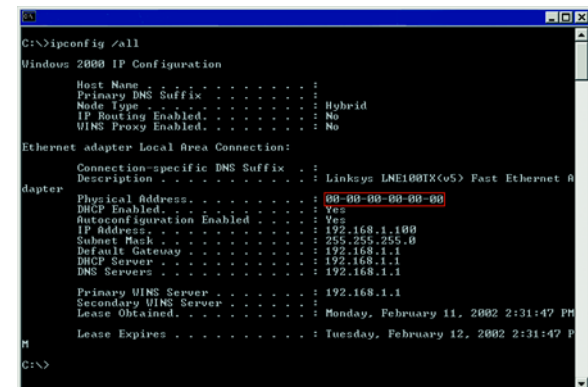 C:\>ipconfig /all
Windows 2000 IP Configuration
Host Name . . . . . . . . . . . . :
Primary DNS Suffix . . . . . . . :
Node Type . . . . . . . . . . . . : Hybrid
IP Routing Enabled. . . . . . . . : No
WINS Proxy Enabled. . . . . . . . : No
Ethernet adapter Local Area Connection:
Connection-specific DNS Suffix . :
Description . . . . . . . . . . . : Linksys LNE100TX(v5) Fast Ethernet A
dapter
Physical Address. . . . . . . . . : 00-00-00-00-00-00
DHCP Enabled. . . . . . . . . . . : Yes
Autoconfiguration Enabled . . . . : Yes
IP Address. . . . . . . . . . . . : 192.168.1.100
Subnet Mask . . . . . . . . . . . : 255.255.255.0
Default Gateway . . . . . . . . . : 192.168.1.1
DHCP Server . . . . . . . . . . . : 192.168.1.1
DNS Servers . . . . . . . . . . . : 192.168.1.1
Primary WINS Server . . . . . . . : 192.168.1.1
Secondary WINS Server . . . . . . :
Lease Obtained. . . . . . . . . . : Monday, February 11, 2002 2:31:47 PM
Lease Expires . . . . . . . . . . : Tuesday, February 12, 2002 2:31:47 P
M
C:\>